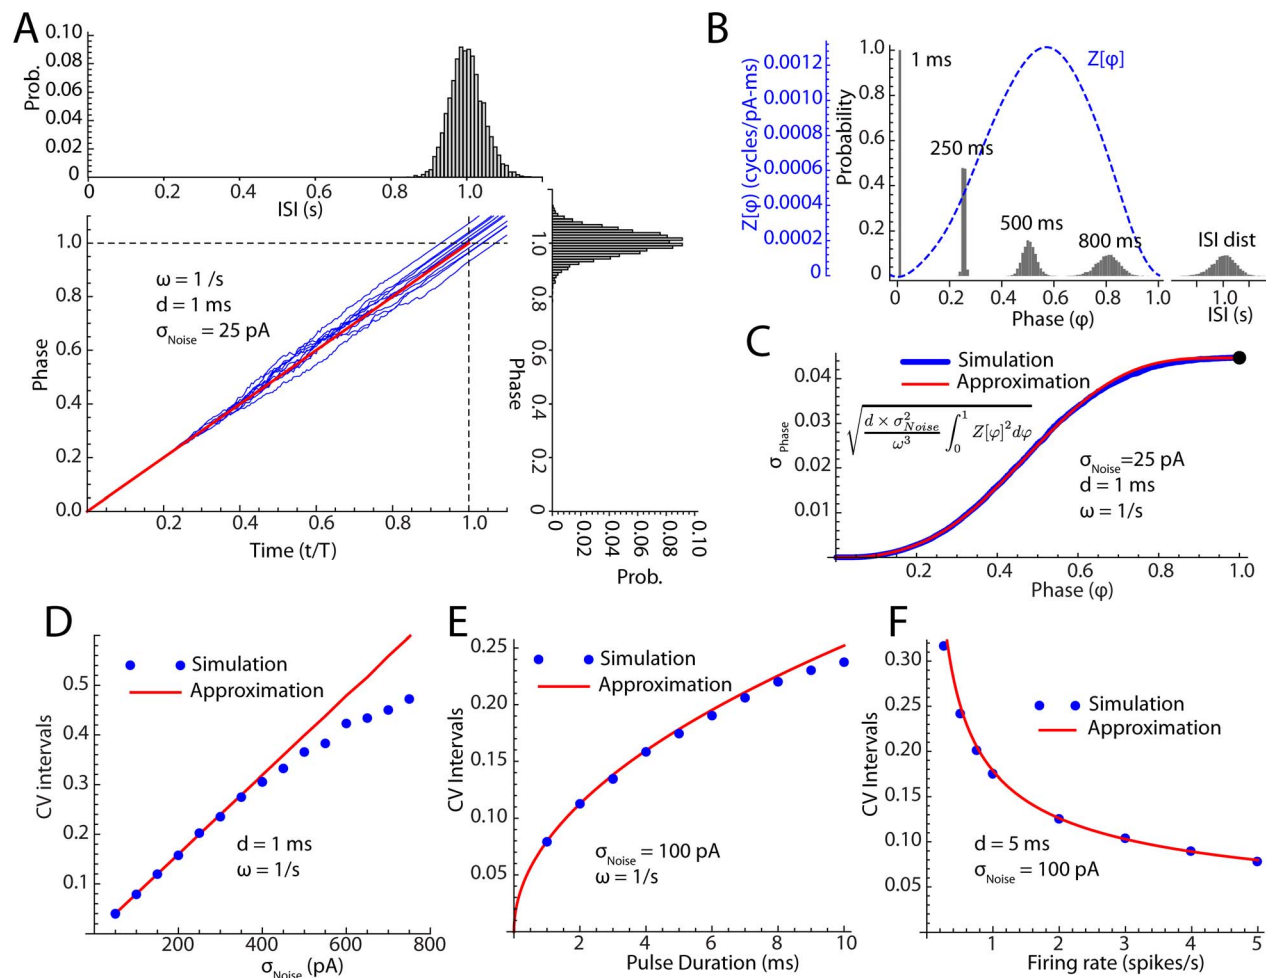 A
0.10
0.08
0.04
0.02
0
Prob.
0
0.2
0.4
0.6
0.8
1.0
ISI (s)
1.0
0.8
0.6
0.4
0.2
0.0
Phase
ω = 1 /s
d = 1 ms
σNoise = 25 pA
0.2
0.4
0.6
0.8
1.0
Time (t/T)
1.0
0.8
0.6
0.4
0.2
0
Phase
0
0.02
0.04
0.06
0.08
0.10
Prob.
B
Z[φ) (cycles/pA-ms)
0.0012
0.0010
0.0008
0.0006
0.0004
0.0002
0
Probability
1.0
0.8
0.6
0.4
0.2
0
1 ms
250 ms
500 ms
800 ms
Z[φ]
ISI dist
0
0.2
0.4
0.6
0.8
1.0
Phase (φ)
1.0
ISI (s)
C
Simulation
Approximation
√(d × σ²Noise / ω³ ∫₀¹ Z[φ]²dφ)
0.04
0.03
0.02
0.01
σ Phase
σNoise=25 pA
d = 1 ms
ω = 1/s
0.2
0.4
0.6
0.8
1.0
Phase (φ)
D
Simulation
Approximation
0.5
0.4
0.3
0.2
0.1
CV intervals
d = 1 ms
ω = 1/s
200
400
600
800
σNoise (pA)
E
Simulation
Approximation
0.25
0.20
0.15
0.10
0.05
CV Intervals
σNoise = 100 pA
ω = 1/s
2
4
6
8
10
Pulse Duration (ms)
F
Simulation
Approximation
0.30
0.25
0.20
0.15
0.10
0.05
CV Intervals
d = 5 ms
σNoise = 100 pA
1
2
3
4
5
Firing rate (spikes/s)